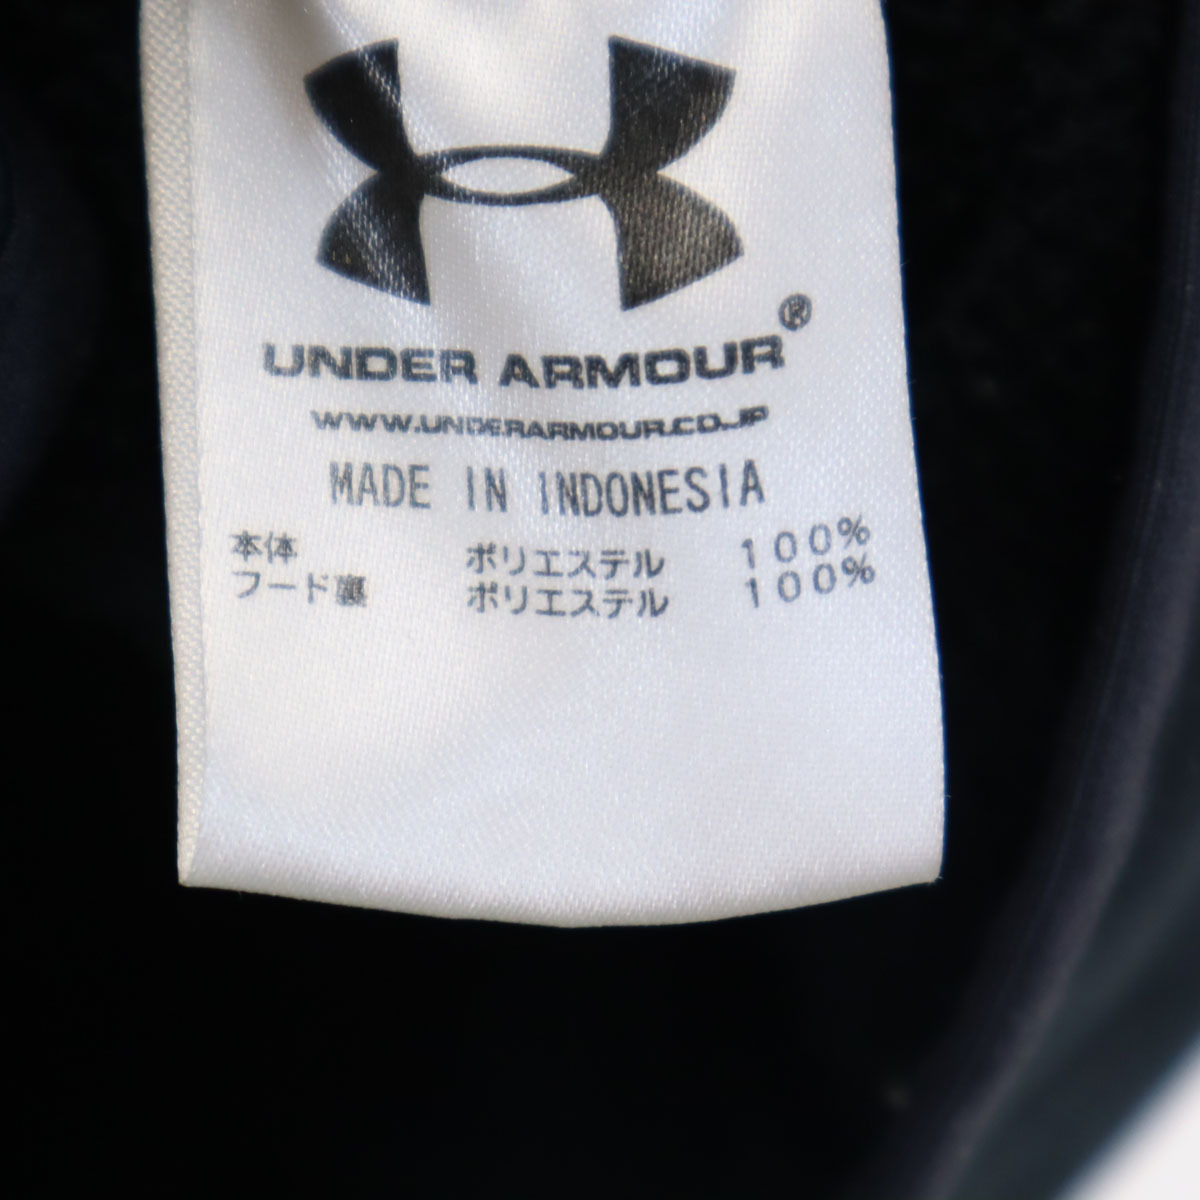 UNDER ARMOUR®
WWW.UNDERARMOUR.CO.JP
MADE IN INDONESIA
本体 ポリエステル 100%
フード裏 ポリエステル 100%